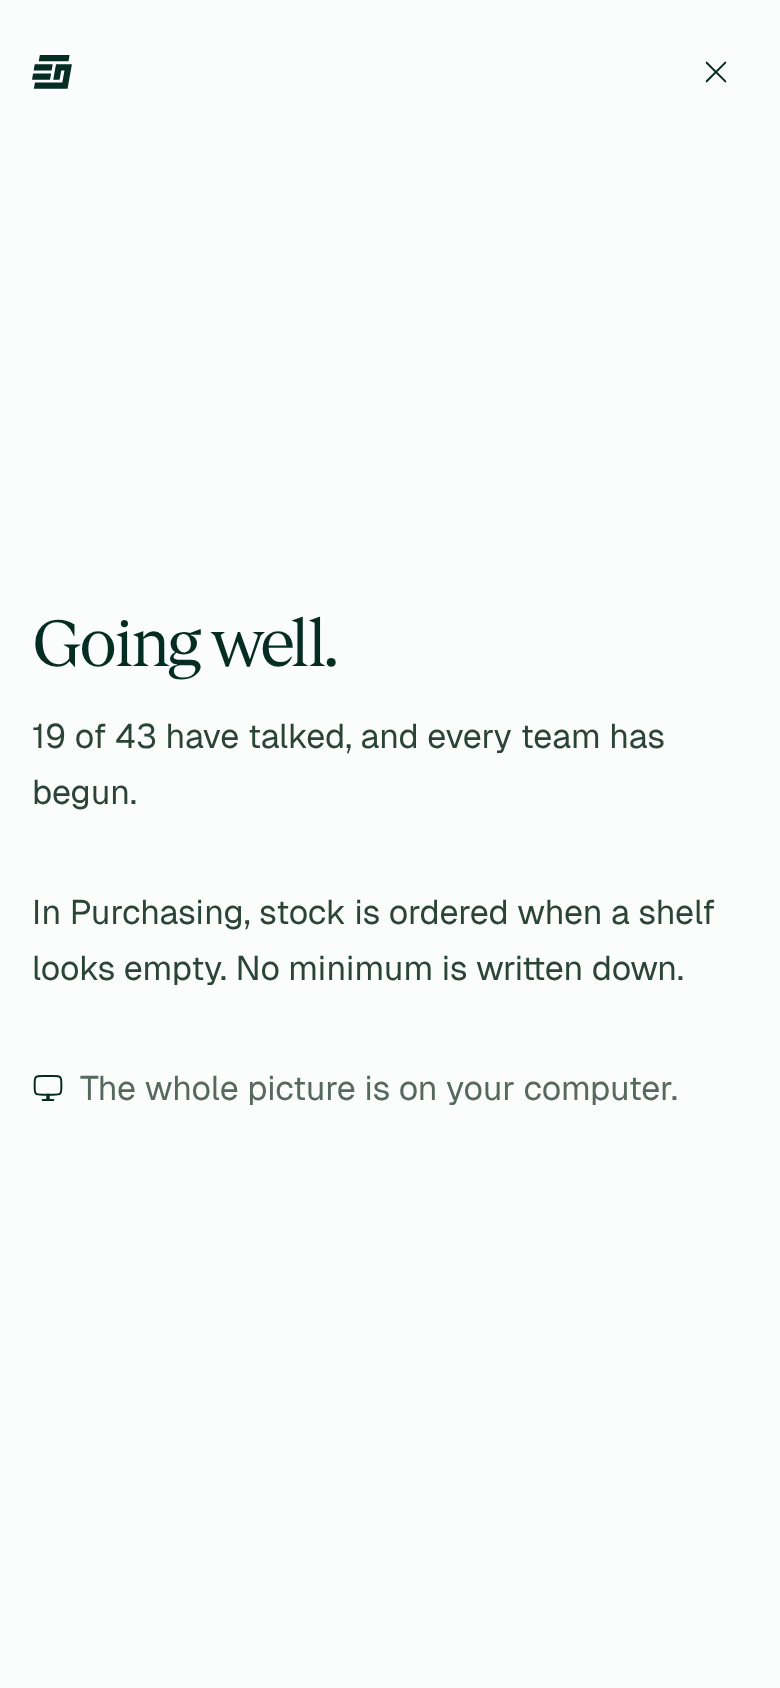 Going well.
19 of 43 have talked, and every team has
begun.
In Purchasing, stock is ordered when a shelf
looks empty. No minimum is written down.
The whole picture is on your computer.